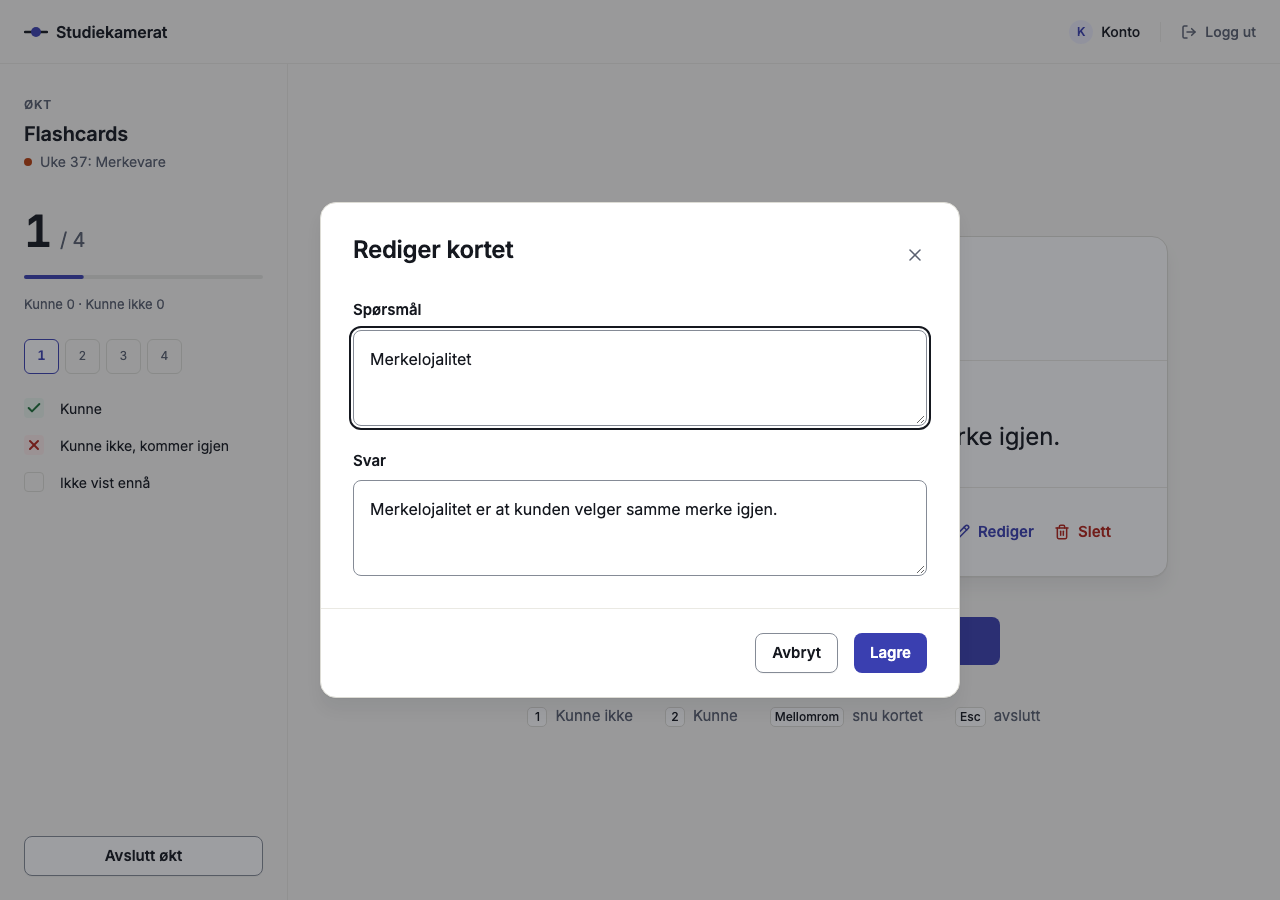 Studiekamerat
K Konto
Logg ut
ØKT
Flashcards
Uke 37: Merkevare
1 / 4
Kunne 0 · Kunne ikke 0
1 2 3 4
Kunne
Kunne ikke, kommer igjen
Ikke vist ennå
Avslutt økt
Rediger kortet
Spørsmål
Merkelojalitet
Svar
Merkelojalitet er at kunden velger samme merke igjen.
Avbryt Lagre
rke igjen.
Rediger Slett
1 Kunne ikke 2 Kunne Mellomrom snu kortet Esc avslutt